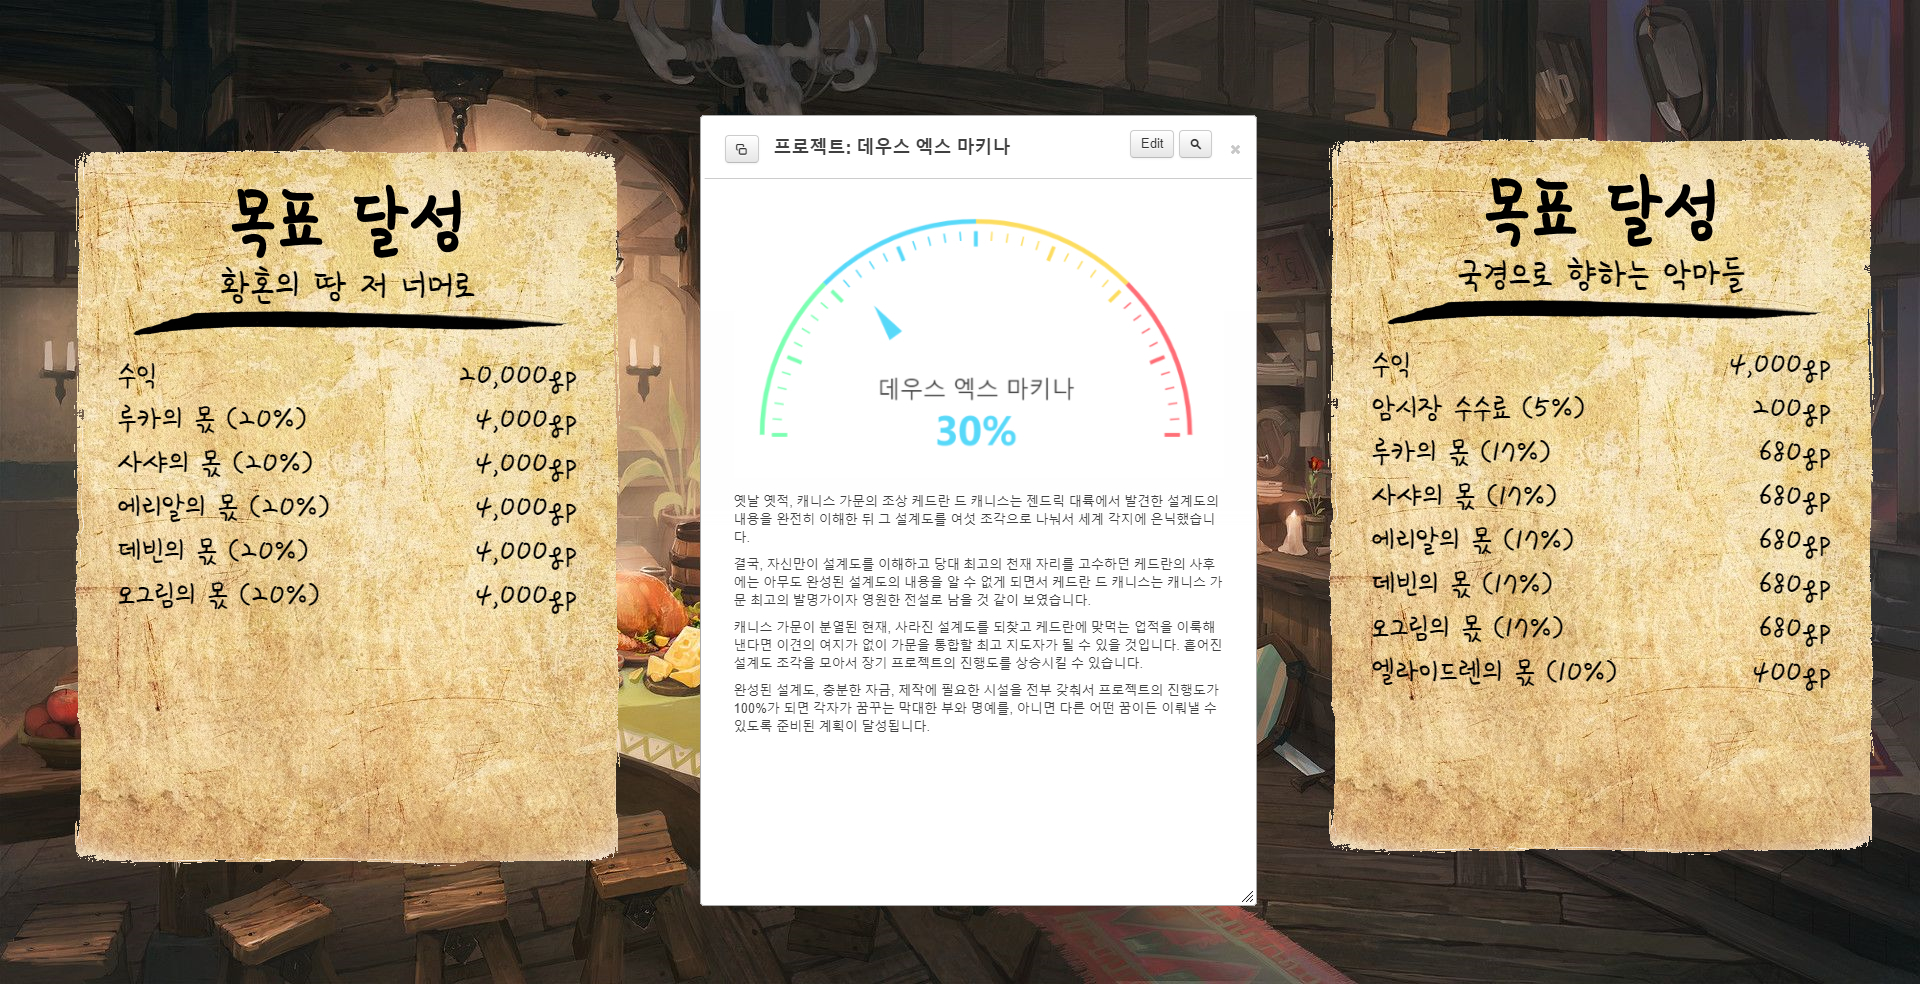 목표 달성
황혼의 땅 저 너머로
수익 20,000gp
루카의 몫 (20%) 4,000gp
사샤의 몫 (20%) 4,000gp
에리알의 몫 (20%) 4,000gp
데빈의 몫 (20%) 4,000gp
오그림의 몫 (20%) 4,000gp
프로젝트: 데우스 엑스 마키나
Edit
데우스 엑스 마키나
30%
옛날 옛적, 캐니스 가문의 조상 케드란 드 캐니스는 젠드릭 대륙에서 발견한 설계도의
내용을 완전히 이해한 뒤 그 설계도를 여섯 조각으로 나눠서 세계 각지에 은닉했습니
다.
결국, 자신만이 설계도를 이해하고 당대 최고의 천재 자리를 고수하던 케드란의 사후
에는 아무도 완성된 설계도의 내용을 알 수 없게 되면서 케드란 드 캐니스는 캐니스 가
문 최고의 발명가이자 영원한 전설로 남을 것 같이 보였습니다.
캐니스 가문이 분열된 현재, 사라진 설계도를 되찾고 케드란에 맞먹는 업적을 이룩해
낸다면 이견의 여지가 없이 가문을 통합할 최고 지도자가 될 수 있을 것입니다. 흩어진
설계도 조각을 모아서 장기 프로젝트의 진행도를 상승시킬 수 있습니다.
완성된 설계도, 충분한 자금, 제작에 필요한 시설을 전부 갖춰서 프로젝트의 진행도가
100%가 되면 각자가 꿈꾸는 막대한 부와 명예를, 아니면 다른 어떤 꿈이든 이뤄낼 수
있도록 준비된 계획이 달성됩니다.
목표 달성
국경으로 향하는 악마들
수익 4,000gp
암시장 수수료 (5%) 200gp
루카의 몫 (17%) 680gp
사샤의 몫 (17%) 680gp
에리알의 몫 (17%) 680gp
데빈의 몫 (17%) 680gp
오그림의 몫 (17%) 680gp
엘라이드렌의 몫 (10%) 400gp